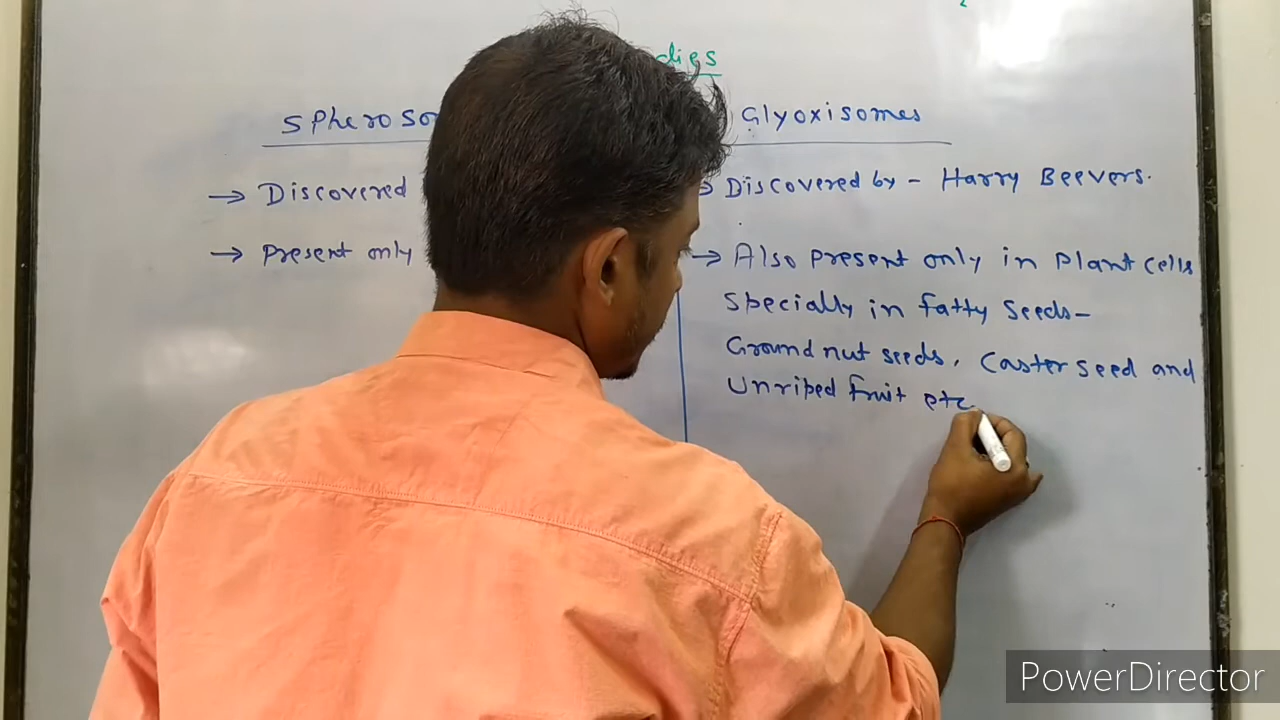 dies
Spheroso
Glyoxisomes
→ Discovered
→ Present only
Discovered by - Harry Beevers.
→ Also present only in plant cells
Specially in fatty seeds-
Ground nut seeds, Caster seed and
Unriped fruit etc.
PowerDirector